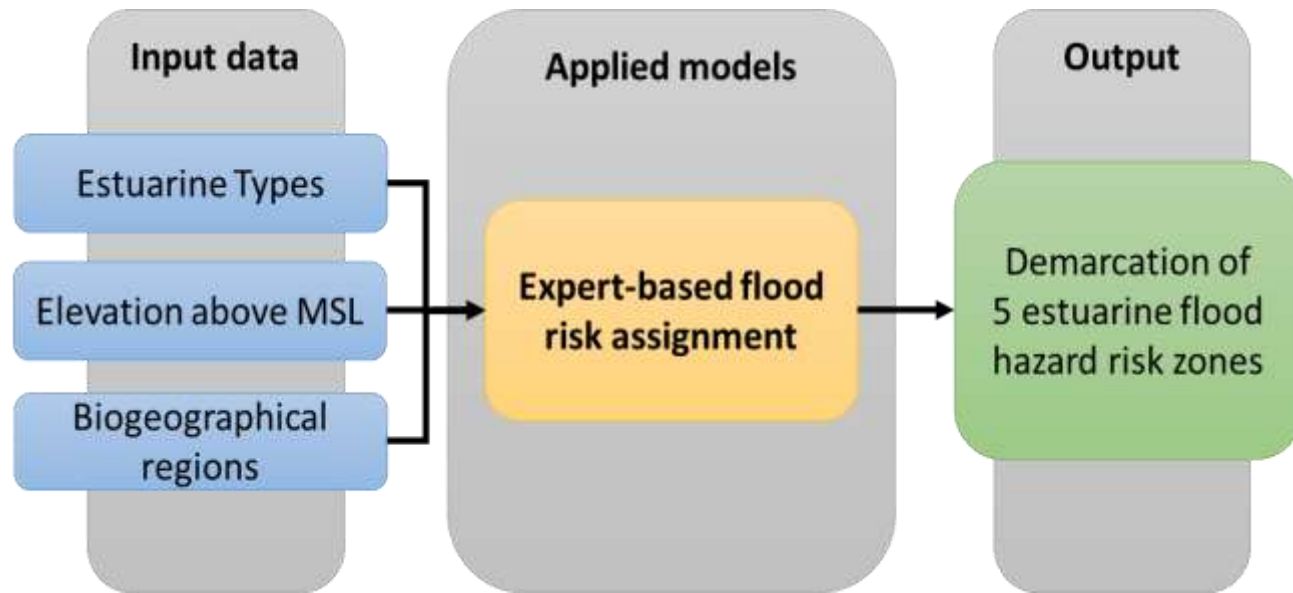 Input data
Estuarine Types
Elevation above MSL
Biogeographical
regions
Applied models
Expert-based flood
risk assignment
Output
Demarcation of
5 estuarine flood
hazard risk zones